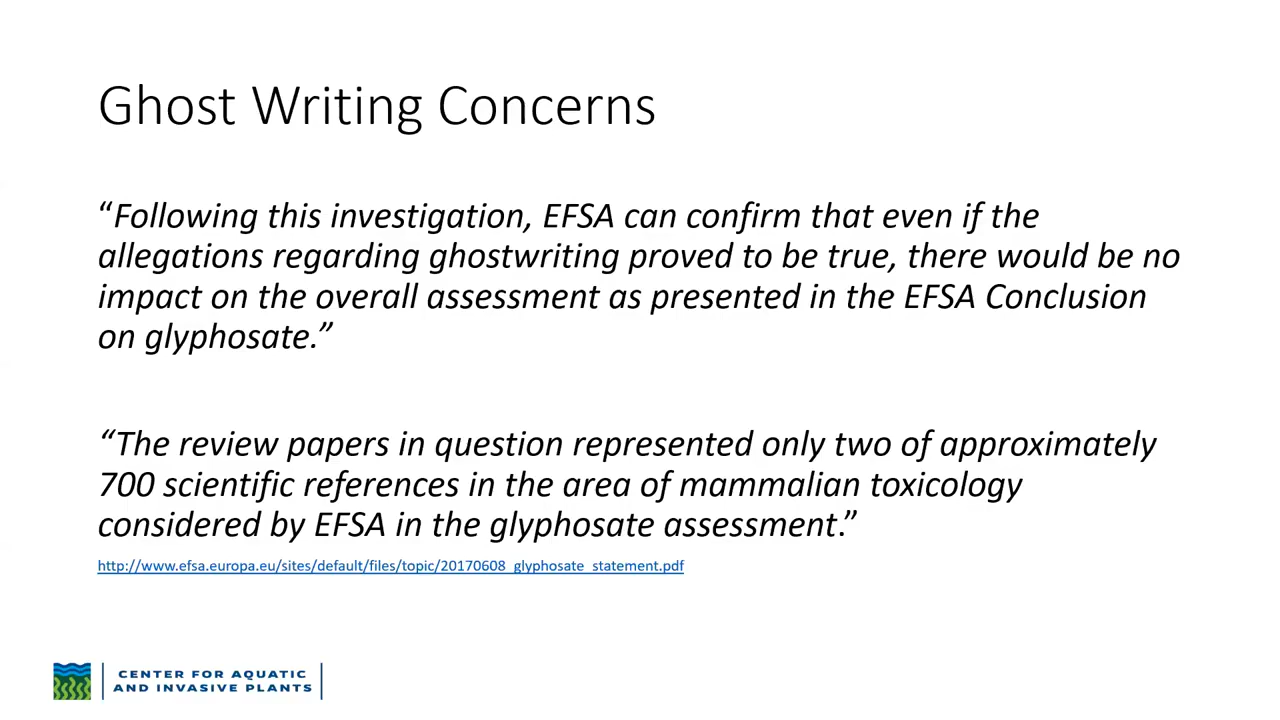 Ghost Writing Concerns
“Following this investigation, EFSA can confirm that even if the
allegations regarding ghostwriting proved to be true, there would be no
impact on the overall assessment as presented in the EFSA Conclusion
on glyphosate.”
“The review papers in question represented only two of approximately
700 scientific references in the area of mammalian toxicology
considered by EFSA in the glyphosate assessment.”
http://www.efsa.europa.eu/sites/default/files/topic/20170608_glyphosate_statement.pdf
CENTER FOR AQUATIC
AND INVASIVE PLANTS